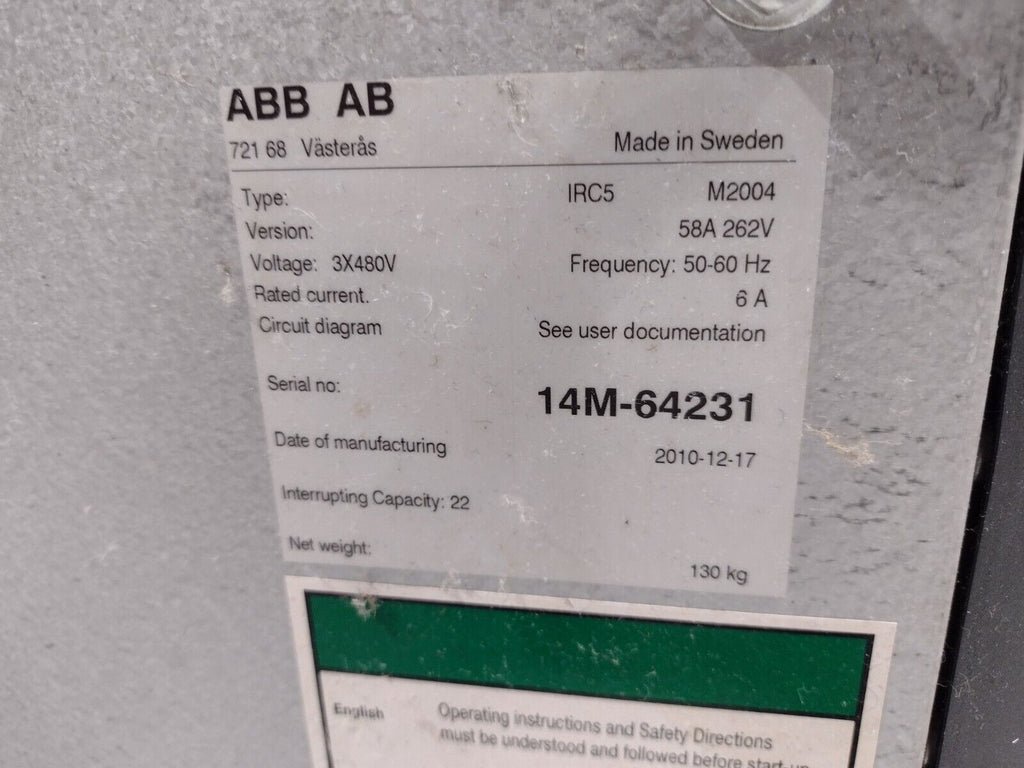 ABB AB
721 68 Västerås Made in Sweden
Type: IRC5 M2004
Version: 58A 262V
Voltage: 3X480V Frequency: 50-60 Hz
Rated current. 6 A
Circuit diagram See user documentation
Serial no: 14M-64231
Date of manufacturing 2010-12-17
Interrupting Capacity: 22
Net weight: 130 kg
English Operating instructions and Safety Directions
must be understood and followed before start-up